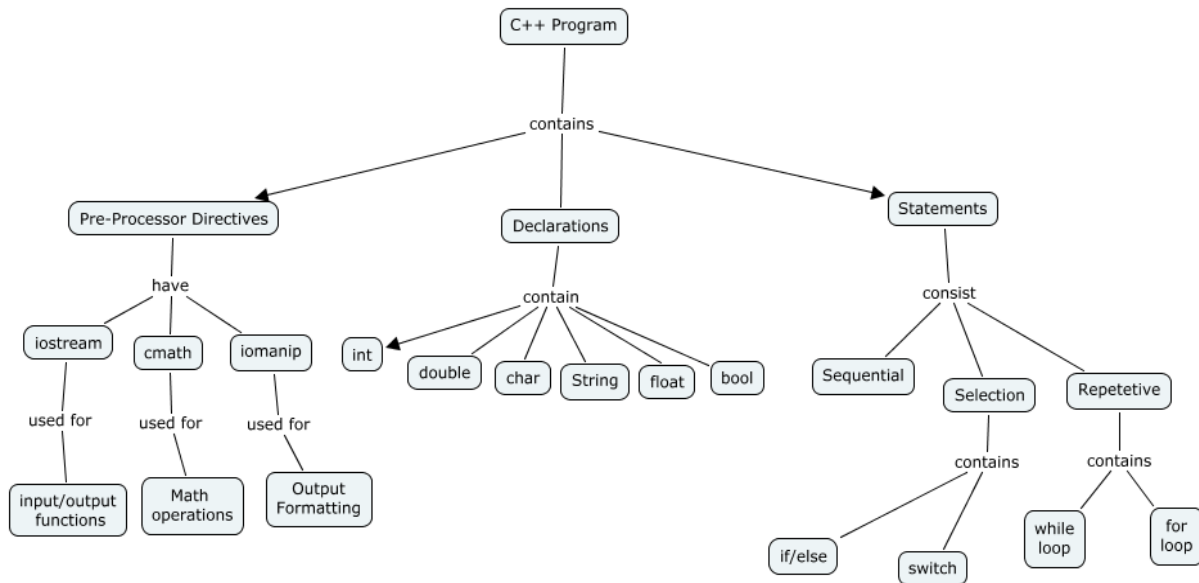 C++ Program
contains
Pre-Processor Directives
Declarations
Statements
have
contain
consist
iostream
cmath
iomanip
int
double
char
String
float
bool
Sequential
Selection
Repetetive
used for
used for
used for
contains
contains
input/output
functions
Math
operations
Output
Formatting
if/else
switch
while
loop
for
loop